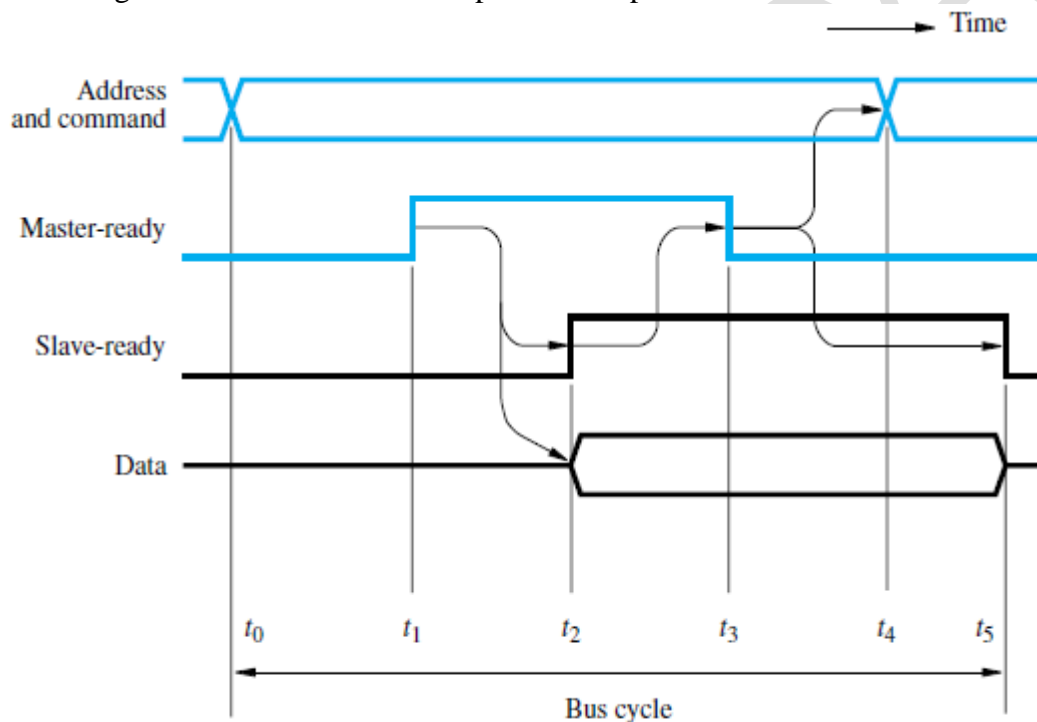 Time
Address
and command
Master-ready
Slave-ready
Data
t0 t1 t2 t3 t4 t5
Bus cycle